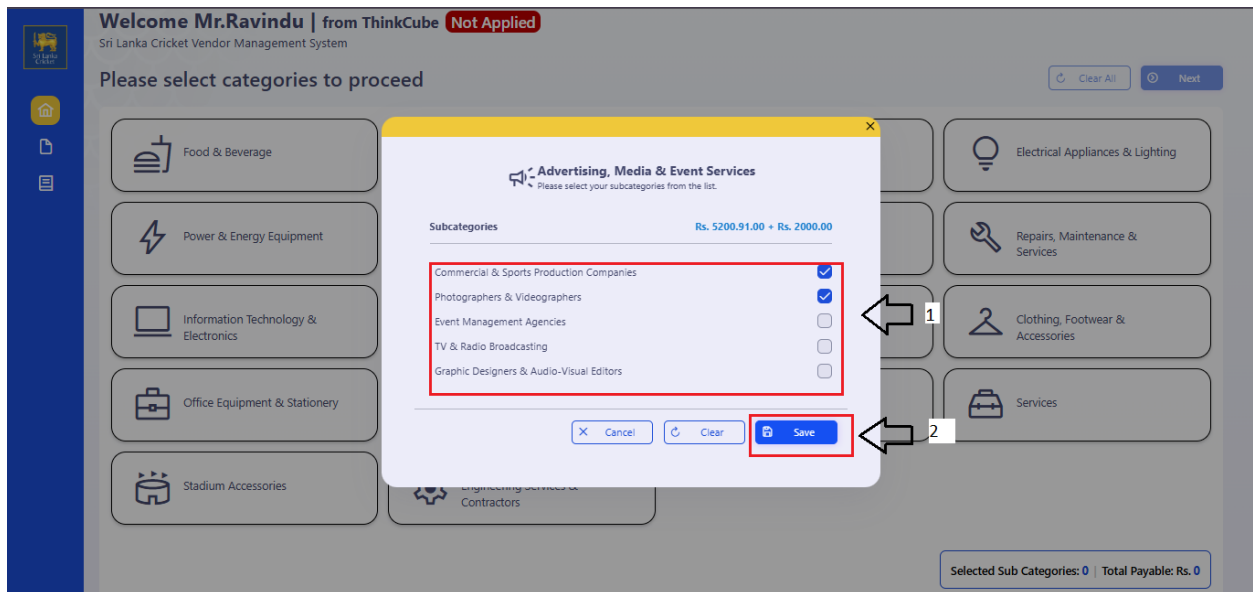 Welcome Mr.Ravindu | from ThinkCube Not Applied
Sri Lanka Cricket Vendor Management System
Sri Lanka
Cricket
Please select categories to proceed
Clear All
Next
Food & Beverage
Electrical Appliances & Lighting
Power & Energy Equipment
Repairs, Maintenance &
Services
Information Technology &
Electronics
Clothing, Footwear &
Accessories
Office Equipment & Stationery
Services
Stadium Accessories
Engineering Services &
Contractors
Advertising, Media & Event Services
Please select your subcategories from the list.
Subcategories Rs. 5200.91.00 + Rs. 2000.00
Commercial & Sports Production Companies
Photographers & Videographers
Event Management Agencies
TV & Radio Broadcasting
Graphic Designers & Audio-Visual Editors
1
Cancel
Clear
Save
2
Selected Sub Categories: 0 | Total Payable: Rs. 0